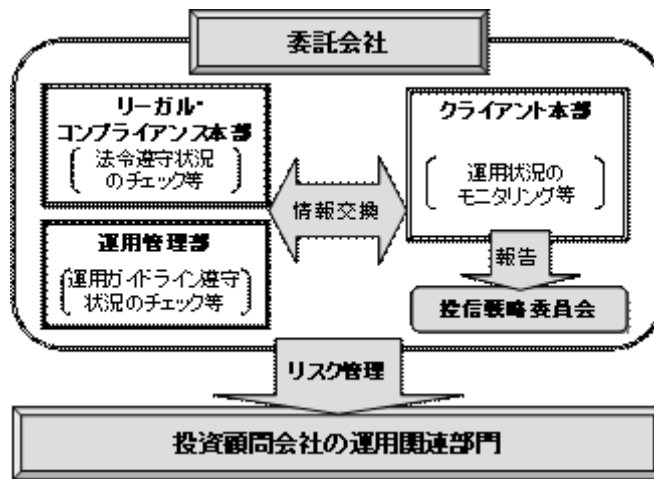 委託会社
リーガル・
コンプライアンス本部
法令遵守状況
のチェック等
運用管理部
運用ガイドライン遵守
状況のチェック等
情報交換
クライアント本部
運用状況の
モニタリング等
報告
投信戦略委員会
リスク管理
投資顧問会社の運用関連部門